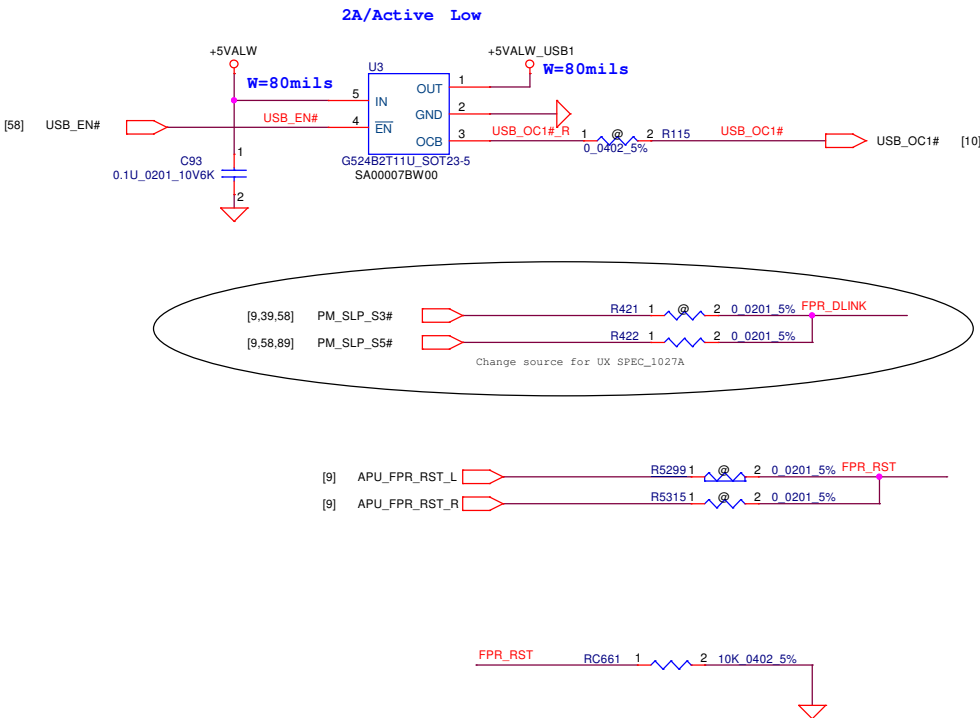 2A/Active Low
+5VALW
+5VALW_USB1
W=80mils
U3
W=80mils
OUT 1
5 IN
GND 2
[58] USB_EN#
USB_EN#
4 EN
OCB 3
USB_OC1#_R
1 @ 2 R115
0_0402_5%
USB_OC1#
USB_OC1# [10]
G524B2T11U_SOT23-5
SA00007BW00
1
C93
0.1U_0201_10V6K
2
[9,39,58] PM_SLP_S3#
R421 1 @ 2 0_0201_5%
FPR_DLINK
[9,58,89] PM_SLP_S5#
R422 1 2 0_0201_5%
Change source for UX SPEC_1027A
[9] APU_FPR_RST_L
R5299 1 @ 2 0_0201_5%
FPR_RST
[9] APU_FPR_RST_R
R5315 1 @ 2 0_0201_5%
FPR_RST
RC661 1 2 10K_0402_5%